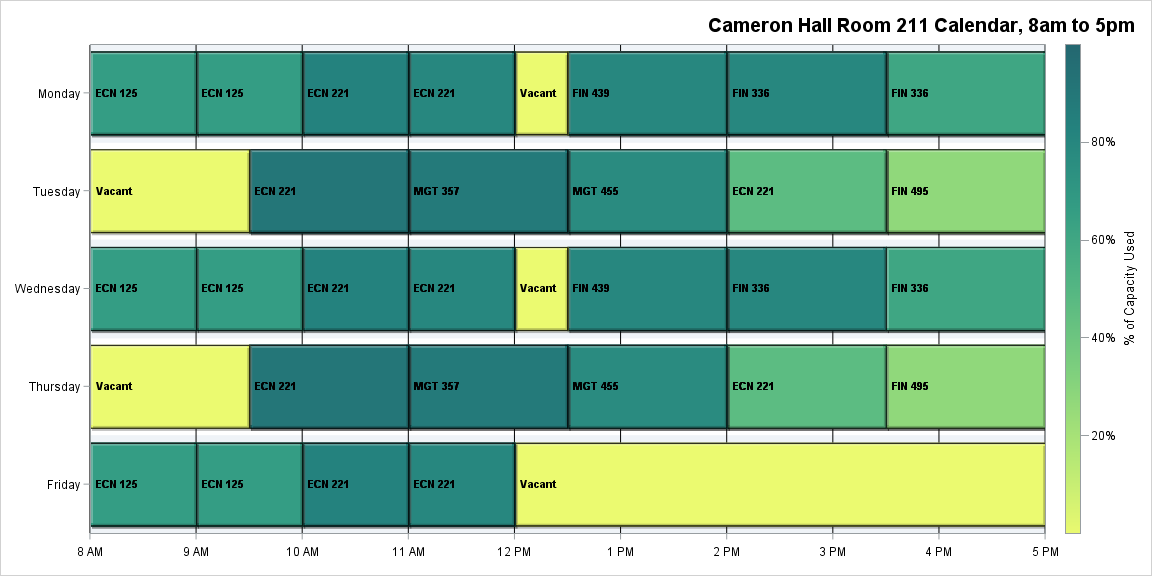 Cameron Hall Room 211 Calendar, 8am to 5pm
Monday ECN 125 ECN 125 ECN 221 ECN 221 Vacant FIN 439 FIN 336 FIN 336
80%
Tuesday Vacant ECN 221 MGT 357 MGT 455 ECN 221 FIN 495
60%
% of Capacity Used
Wednesday ECN 125 ECN 125 ECN 221 ECN 221 Vacant FIN 439 FIN 336 FIN 336
40%
Thursday Vacant ECN 221 MGT 357 MGT 455 ECN 221 FIN 495
20%
Friday ECN 125 ECN 125 ECN 221 ECN 221 Vacant
8 AM 9 AM 10 AM 11 AM 12 PM 1 PM 2 PM 3 PM 4 PM 5 PM